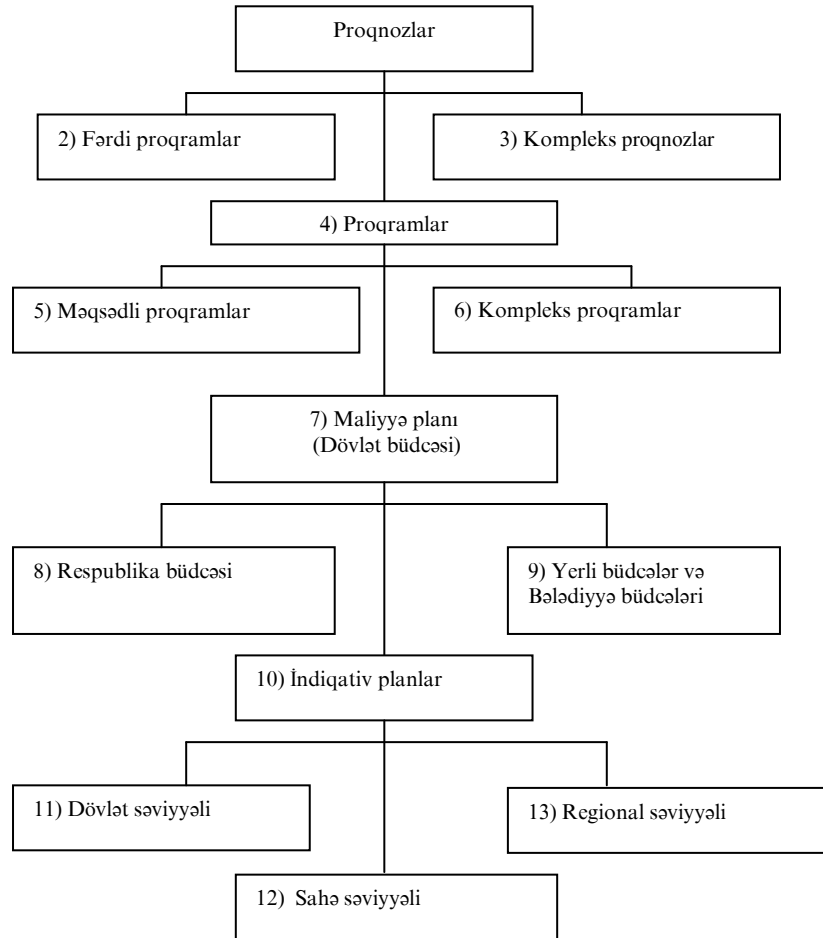 Proqnozlar
2) Fərdi proqramlar
3) Kompleks proqnozlar
4) Proqramlar
5) Məqsədli proqramlar
6) Kompleks proqramlar
7) Maliyyə planı
(Dövlət büdcəsi)
8) Respublika büdcəsi
9) Yerli büdcələr və
Bələdiyyə büdcələri
10) İndiqativ planlar
11) Dövlət səviyyəli
13) Regional səviyyəli
12) Sahə səviyyəli